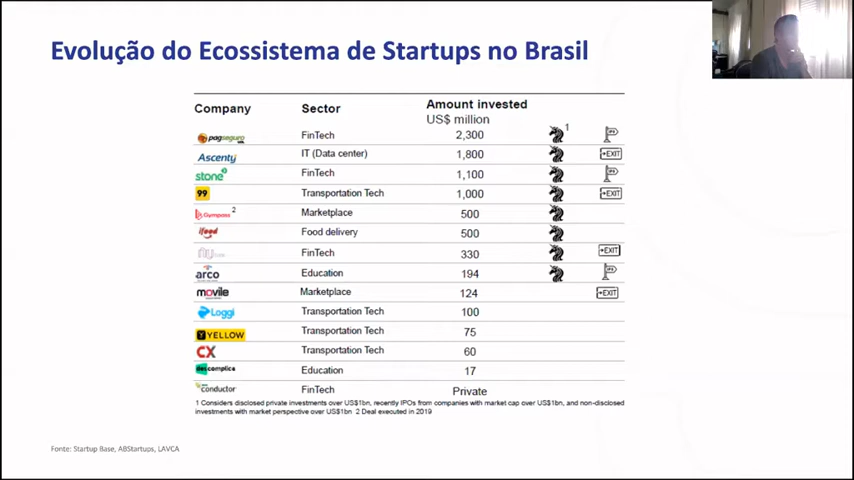 Evolução do Ecossistema de Startups no Brasil
Company Sector Amount invested
US$ million
pagseguro FinTech 2,300 1
Ascenty IT (Data center) 1,800 EXIT
stone FinTech 1,100
99 Transportation Tech 1,000 EXIT
Gympass 2 Marketplace 500
ifood Food delivery 500
nu FinTech 330 EXIT
arco Education 194
movile Marketplace 124 EXIT
Loggi Transportation Tech 100
Y YELLOW Transportation Tech 75
CX Transportation Tech 60
descomplica Education 17
conductor FinTech Private
1 Considers disclosed private investments over US$1bn, recently IPOs from companies with market cap over US$1bn, and non-disclosed
investments with market perspective over US$1bn 2 Deal executed in 2019
Fonte: Startup Base, ABStartups, LAVCA